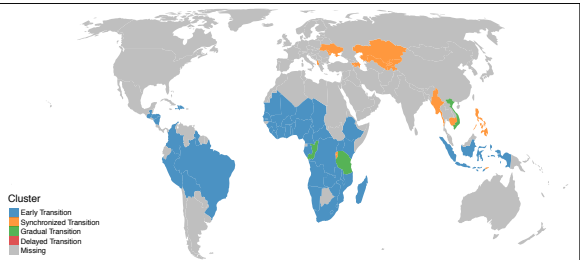 Cluster
Early Transition
Synchronized Transition
Gradual Transition
Delayed Transition
Missing